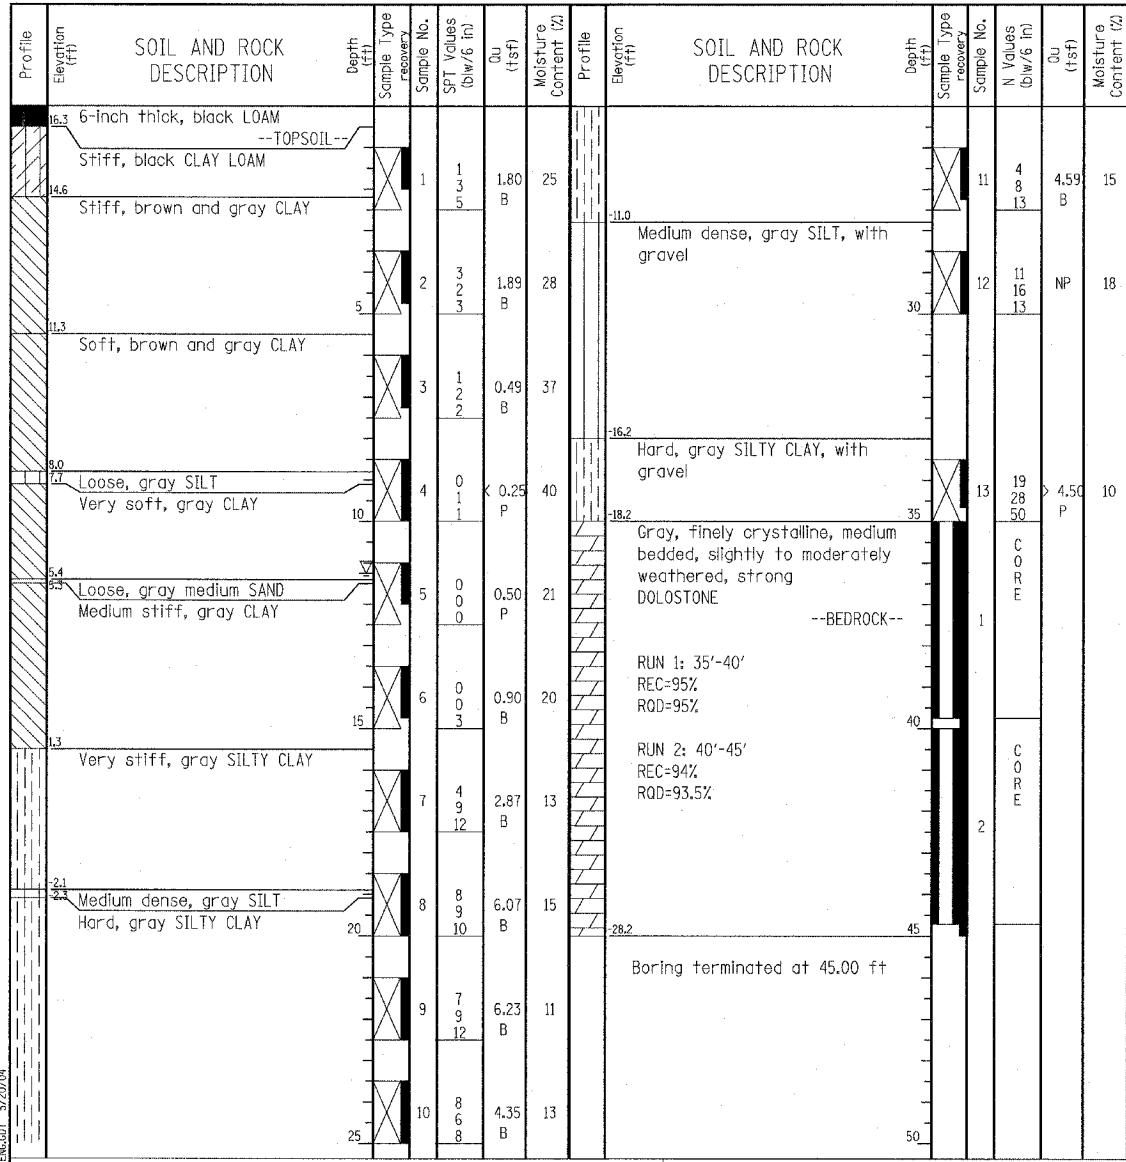 Profile
Elevation (ft)
SOIL AND ROCK DESCRIPTION
Depth (ft)
Sample Type recovery
Sample No.
SPT Values (blw/6 in)
Qu (tsf)
Moisture Content (%)
16.3 6-inch thick, black LOAM
--TOPSOIL--
Stiff, black CLAY LOAM
1 1 3 5 1.80 B 25
14.6
Stiff, brown and gray CLAY
2 3 2 3 1.89 B 28
5
11.3
Soft, brown and gray CLAY
3 1 2 2 0.49 B 37
8.0
7.7 Loose, gray SILT
Very soft, gray CLAY
4 0 1 1 < 0.25 P 40
10
5.4
Loose, gray medium SAND
Medium stiff, gray CLAY
5 0 0 0 0.50 P 21
6 0 0 3 0.90 B 20
15
1.3
Very stiff, gray SILTY CLAY
7 4 9 12 2.87 B 13
-2.1
-2.3 Medium dense, gray SILT
Hard, gray SILTY CLAY
8 8 9 10 6.07 B 15
20
9 7 9 12 6.23 B 11
10 8 6 8 4.35 B 13
25
Profile
Elevation (ft)
SOIL AND ROCK DESCRIPTION
Depth (ft)
Sample Type recovery
Sample No.
N Values (blw/6 in)
Qu (tsf)
Moisture Content (%)
11 4 8 13 4.59 B 15
-11.0
Medium dense, gray SILT, with
gravel
12 11 16 13 NP 18
30
-16.2
Hard, gray SILTY CLAY, with
gravel
13 19 28 50 > 4.50 P 10
-18.2 35
Gray, finely crystalline, medium
bedded, slightly to moderately
weathered, strong
DOLOSTONE
--BEDROCK--
1 CORE
RUN 1: 35'-40'
REC=95%
RQD=95%
40
RUN 2: 40'-45'
REC=94%
RQD=93.5%
2 CORE
-28.2 45
Boring terminated at 45.00 ft
50